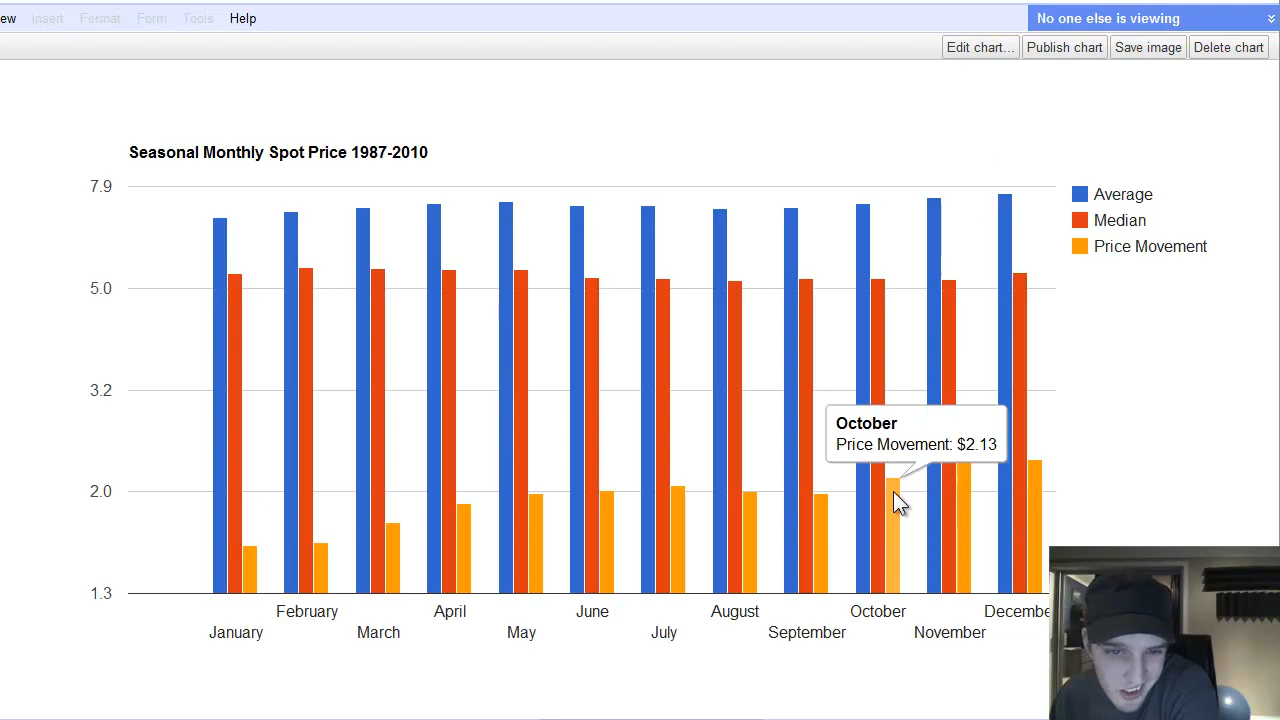 ew Insert Format Form Tools Help
No one else is viewing
Edit chart... Publish chart Save image Delete chart
Seasonal Monthly Spot Price 1987-2010
7.9
5.0
3.2
2.0
1.3
Average
Median
Price Movement
October
Price Movement: $2.13
February April June August October Decembe
January March May July September November